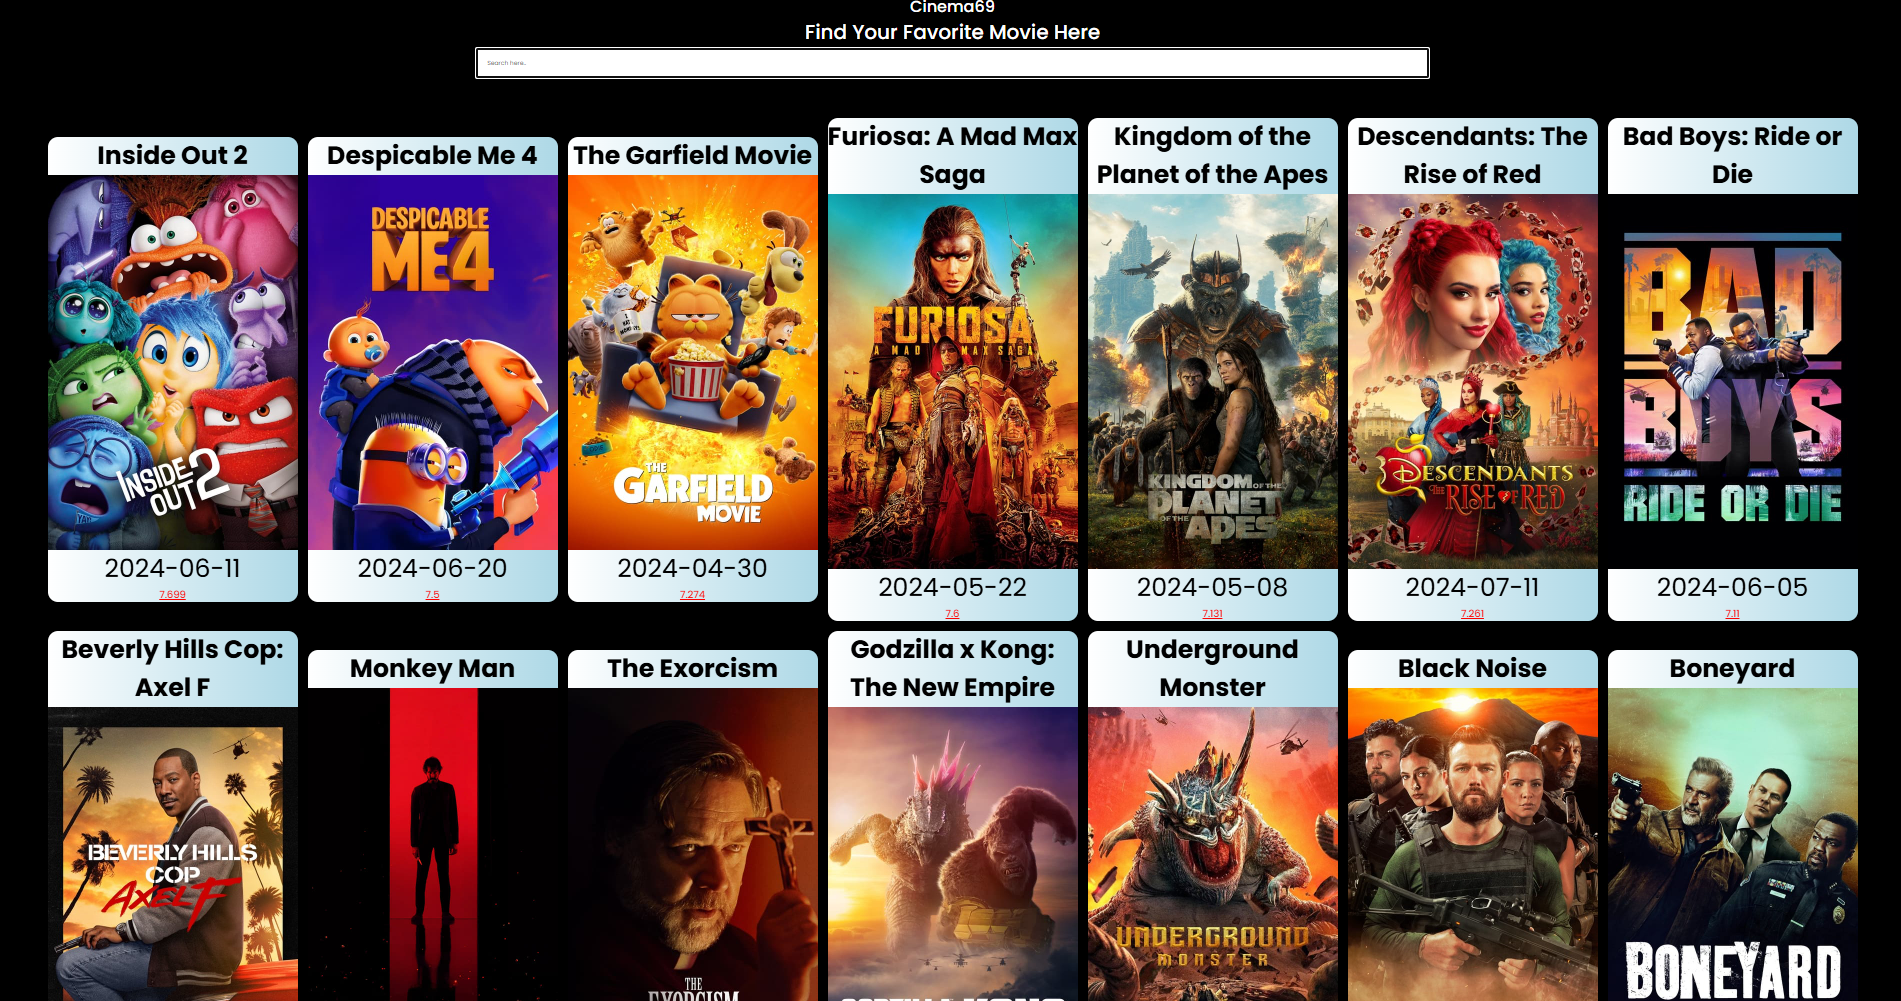 Cinema69
Find Your Favorite Movie Here
Search here..
Inside Out 2
INSIDE
OUT 2
2024-06-11
7.699
Despicable Me 4
DESPICABLE
ME4
2024-06-20
7.5
The Garfield Movie
I HATE MONDAYS
THE
GARFIELD
MOVIE
2024-04-30
7.274
Furiosa: A Mad Max
Saga
FURIOSA
A MAD MAX SAGA
2024-05-22
7.6
Kingdom of the
Planet of the Apes
KINGDOM OF THE
PLANET
OF THE APES
2024-05-08
7.131
Descendants: The
Rise of Red
DESCENDANTS
THE RISE OF RED
2024-07-11
7.261
Bad Boys: Ride or
Die
BAD
BOYS
RIDE OR DIE
2024-06-05
7.11
Beverly Hills Cop:
Axel F
BEVERLY HILLS
COP
AXEL F
Monkey Man
The Exorcism
THE
EXORCISM
Godzilla x Kong:
The New Empire
Underground
Monster
UNDERGROUND
MONSTER
Black Noise
Boneyard
BONEYARD